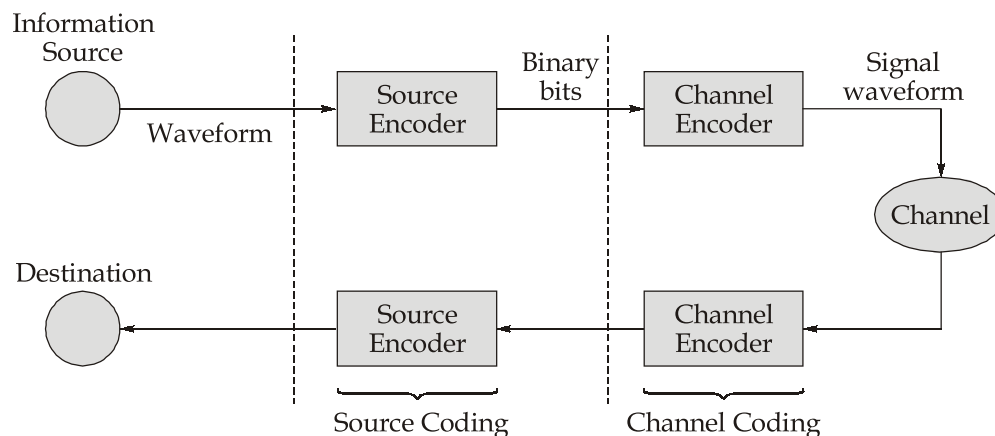 Information
Source
Waveform
Source
Encoder
Binary
bits
Channel
Encoder
Signal
waveform
Channel
Destination
Source
Encoder
Channel
Encoder
Source Coding
Channel Coding